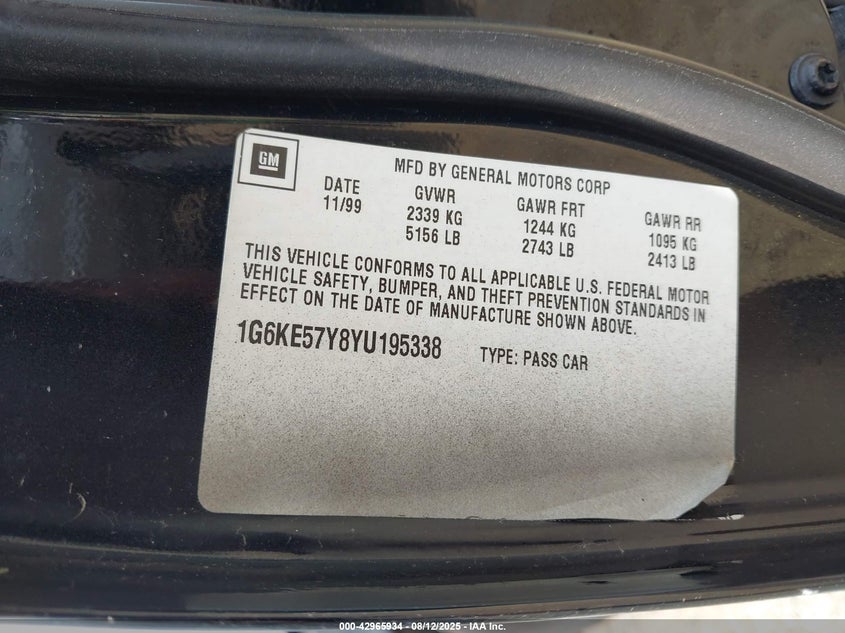 GM
MFD BY GENERAL MOTORS CORP
DATE GVWR GAWR FRT GAWR RR
11/99 2339 KG 1244 KG 1095 KG
5156 LB 2743 LB 2413 LB
THIS VEHICLE CONFORMS TO ALL APPLICABLE U.S. FEDERAL MOTOR
VEHICLE SAFETY, BUMPER, AND THEFT PREVENTION STANDARDS IN
EFFECT ON THE DATE OF MANUFACTURE SHOWN ABOVE.
1G6KE57Y8YU195338 TYPE: PASS CAR
000-42965934 - 08/12/2025 - IAA Inc.